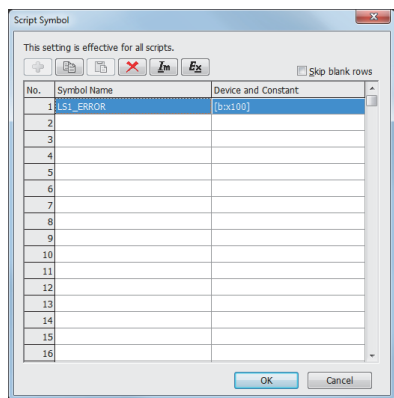 Script Symbol
This setting is effective for all scripts.
Im Ex Skip blank rows
No. Symbol Name Device and Constant
1 LS1_ERROR [b:x100]
2
3
4
5
6
7
8
9
10
11
12
13
14
15
16
OK Cancel